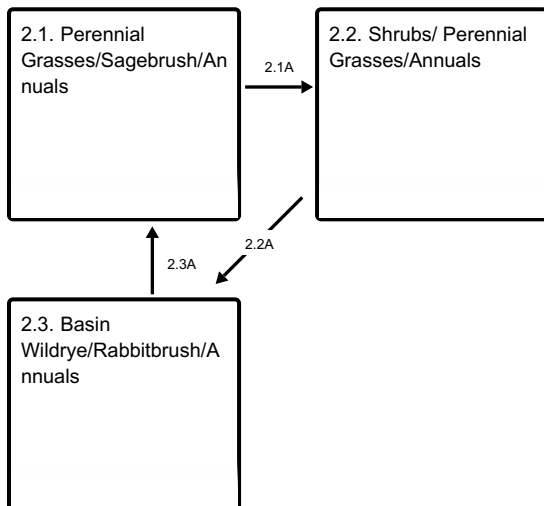 2.1. Perennial
Grasses/Sagebrush/An
nuals
2.1A
2.2. Shrubs/ Perennial
Grasses/Annuals
2.2A
2.3A
2.3. Basin
Wildrye/Rabbitbrush/A
nnuals